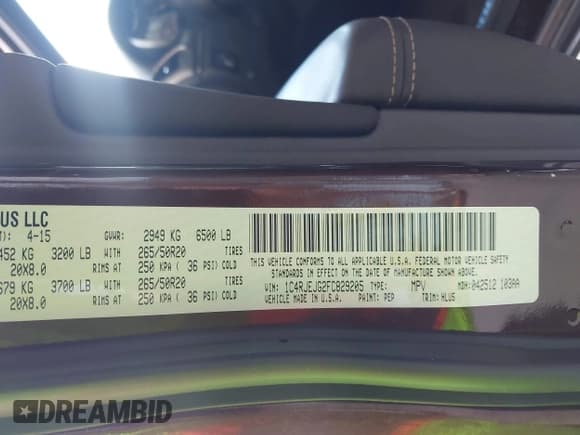 US LLC
T): 4-15 GVWR: 2949 KG 6500 LB
452 KG 3200 LB WITH 265/50R20 TIRES
20X8.0 RIMS AT 250 KPA ( 36 PSI) COLD
679 KG 3700 LB WITH 265/50R20 TIRES
20X8.0 RIMS AT 250 KPA ( 36 PSI) COLD
THIS VEHICLE CONFORMS TO ALL APPLICABLE U.S.A. FEDERAL MOTOR VEHICLE SAFETY
STANDARDS IN EFFECT ON THE DATE OF MANUFACTURE SHOWN ABOVE.
VIN: 1C4RJEJG2FC829205 TYPE: MPV MDH: 042512 103AA
VEHICLE MADE IN U.S.A. PAINT: PEP TRIM: HLUS
DREAMBID